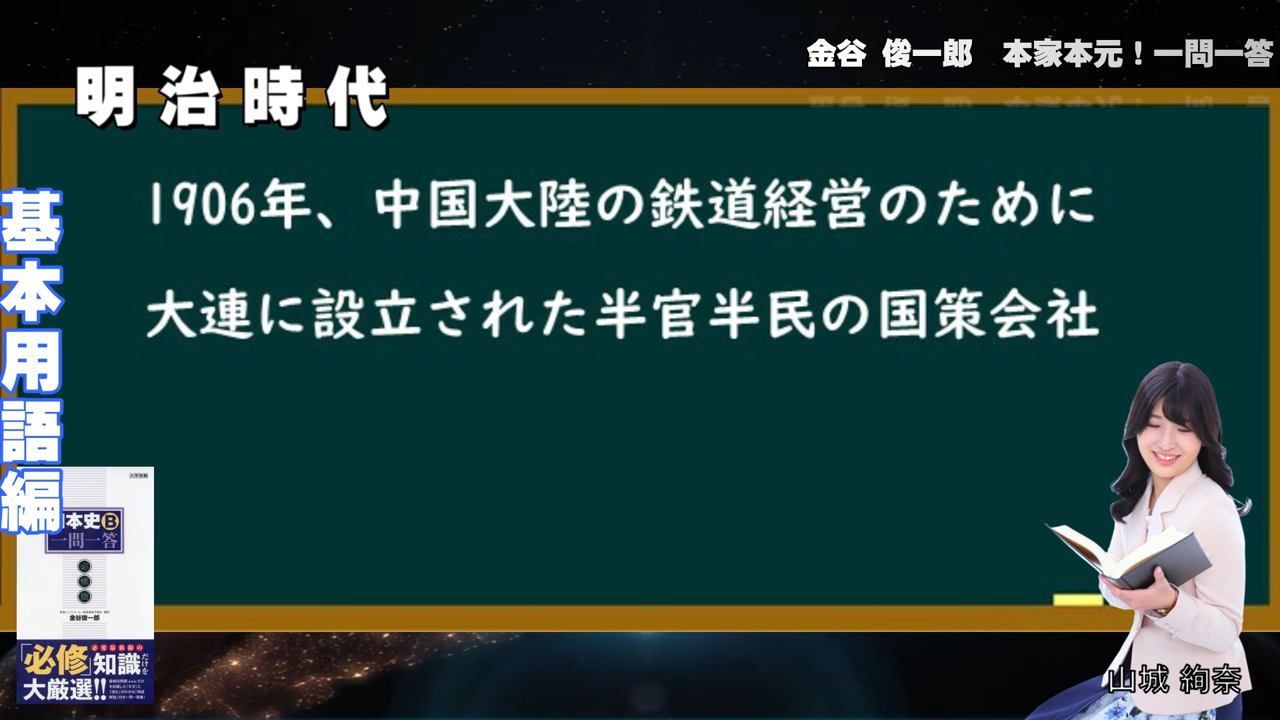 金谷 俊一郎 本家本元！一問一答
明治時代
1906年、中国大陸の鉄道経営のために
大連に設立された半官半民の国策会社
基本用語編
本史B
一問一答
金谷俊一郎
「必修」知識だけを
大厳選!!
山城 絢奈